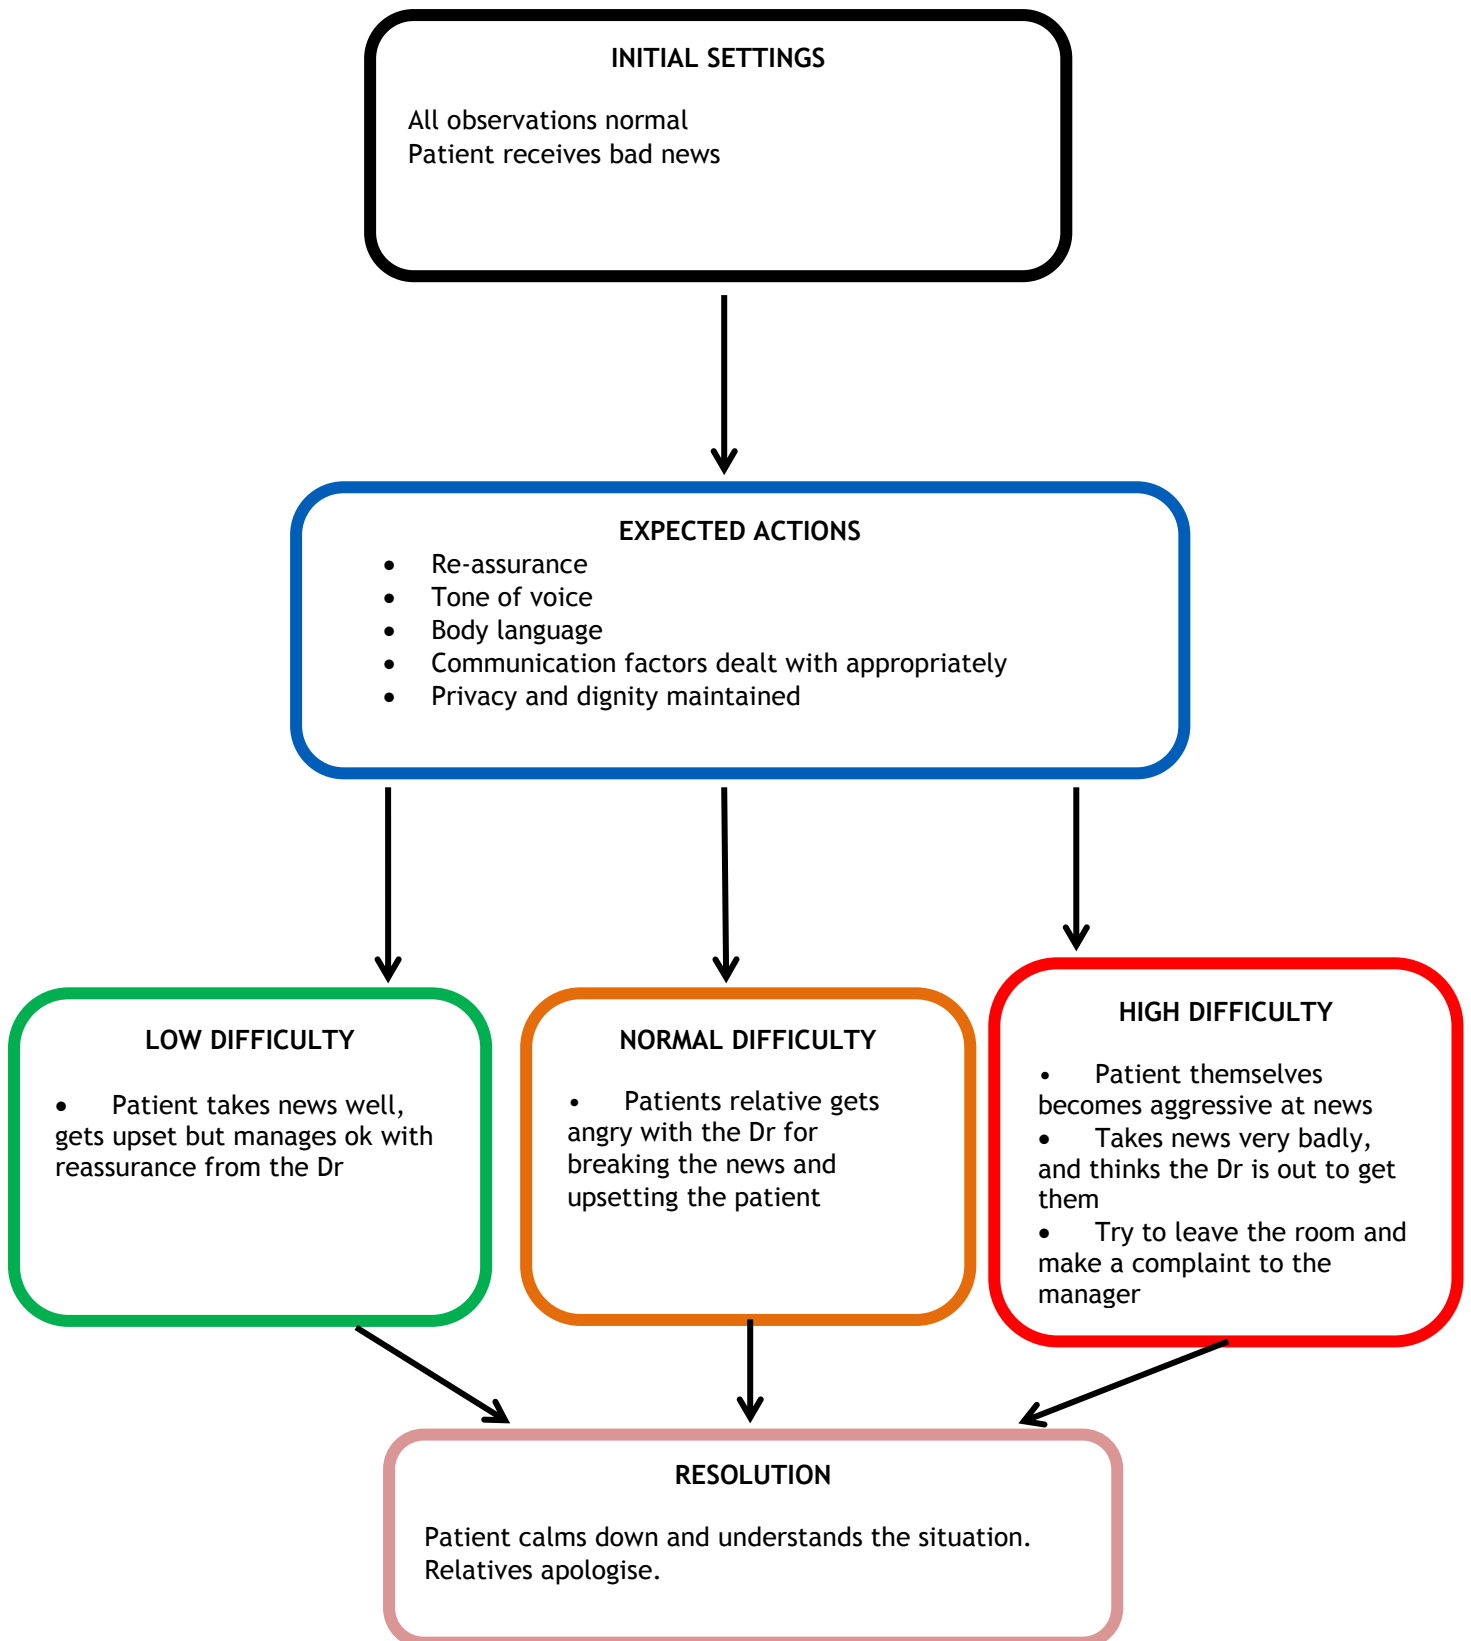 INITIAL SETTINGS
All observations normal
Patient receives bad news
EXPECTED ACTIONS
• Re-assurance
• Tone of voice
• Body language
• Communication factors dealt with appropriately
• Privacy and dignity maintained
LOW DIFFICULTY
• Patient takes news well,
gets upset but manages ok with
reassurance from the Dr
NORMAL DIFFICULTY
• Patients relative gets
angry with the Dr for
breaking the news and
upsetting the patient
HIGH DIFFICULTY
• Patient themselves
becomes aggressive at news
• Takes news very badly,
and thinks the Dr is out to get
them
• Try to leave the room and
make a complaint to the
manager
RESOLUTION
Patient calms down and understands the situation.
Relatives apologise.